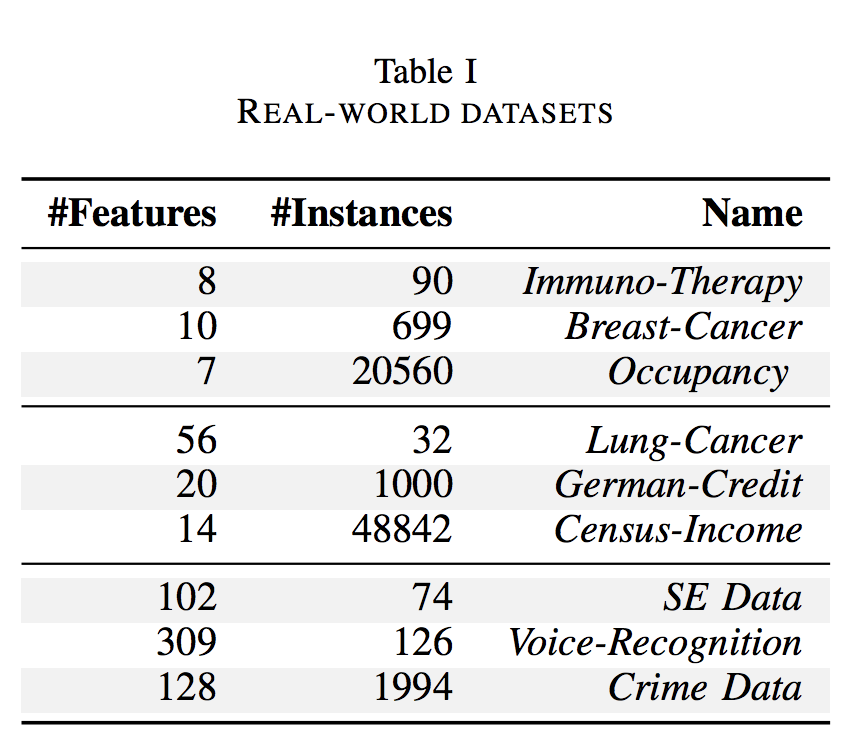 Table I
REAL-WORLD DATASETS
#Features #Instances Name
8 90 Immuno-Therapy
10 699 Breast-Cancer
7 20560 Occupancy
56 32 Lung-Cancer
20 1000 German-Credit
14 48842 Census-Income
102 74 SE Data
309 126 Voice-Recognition
128 1994 Crime Data